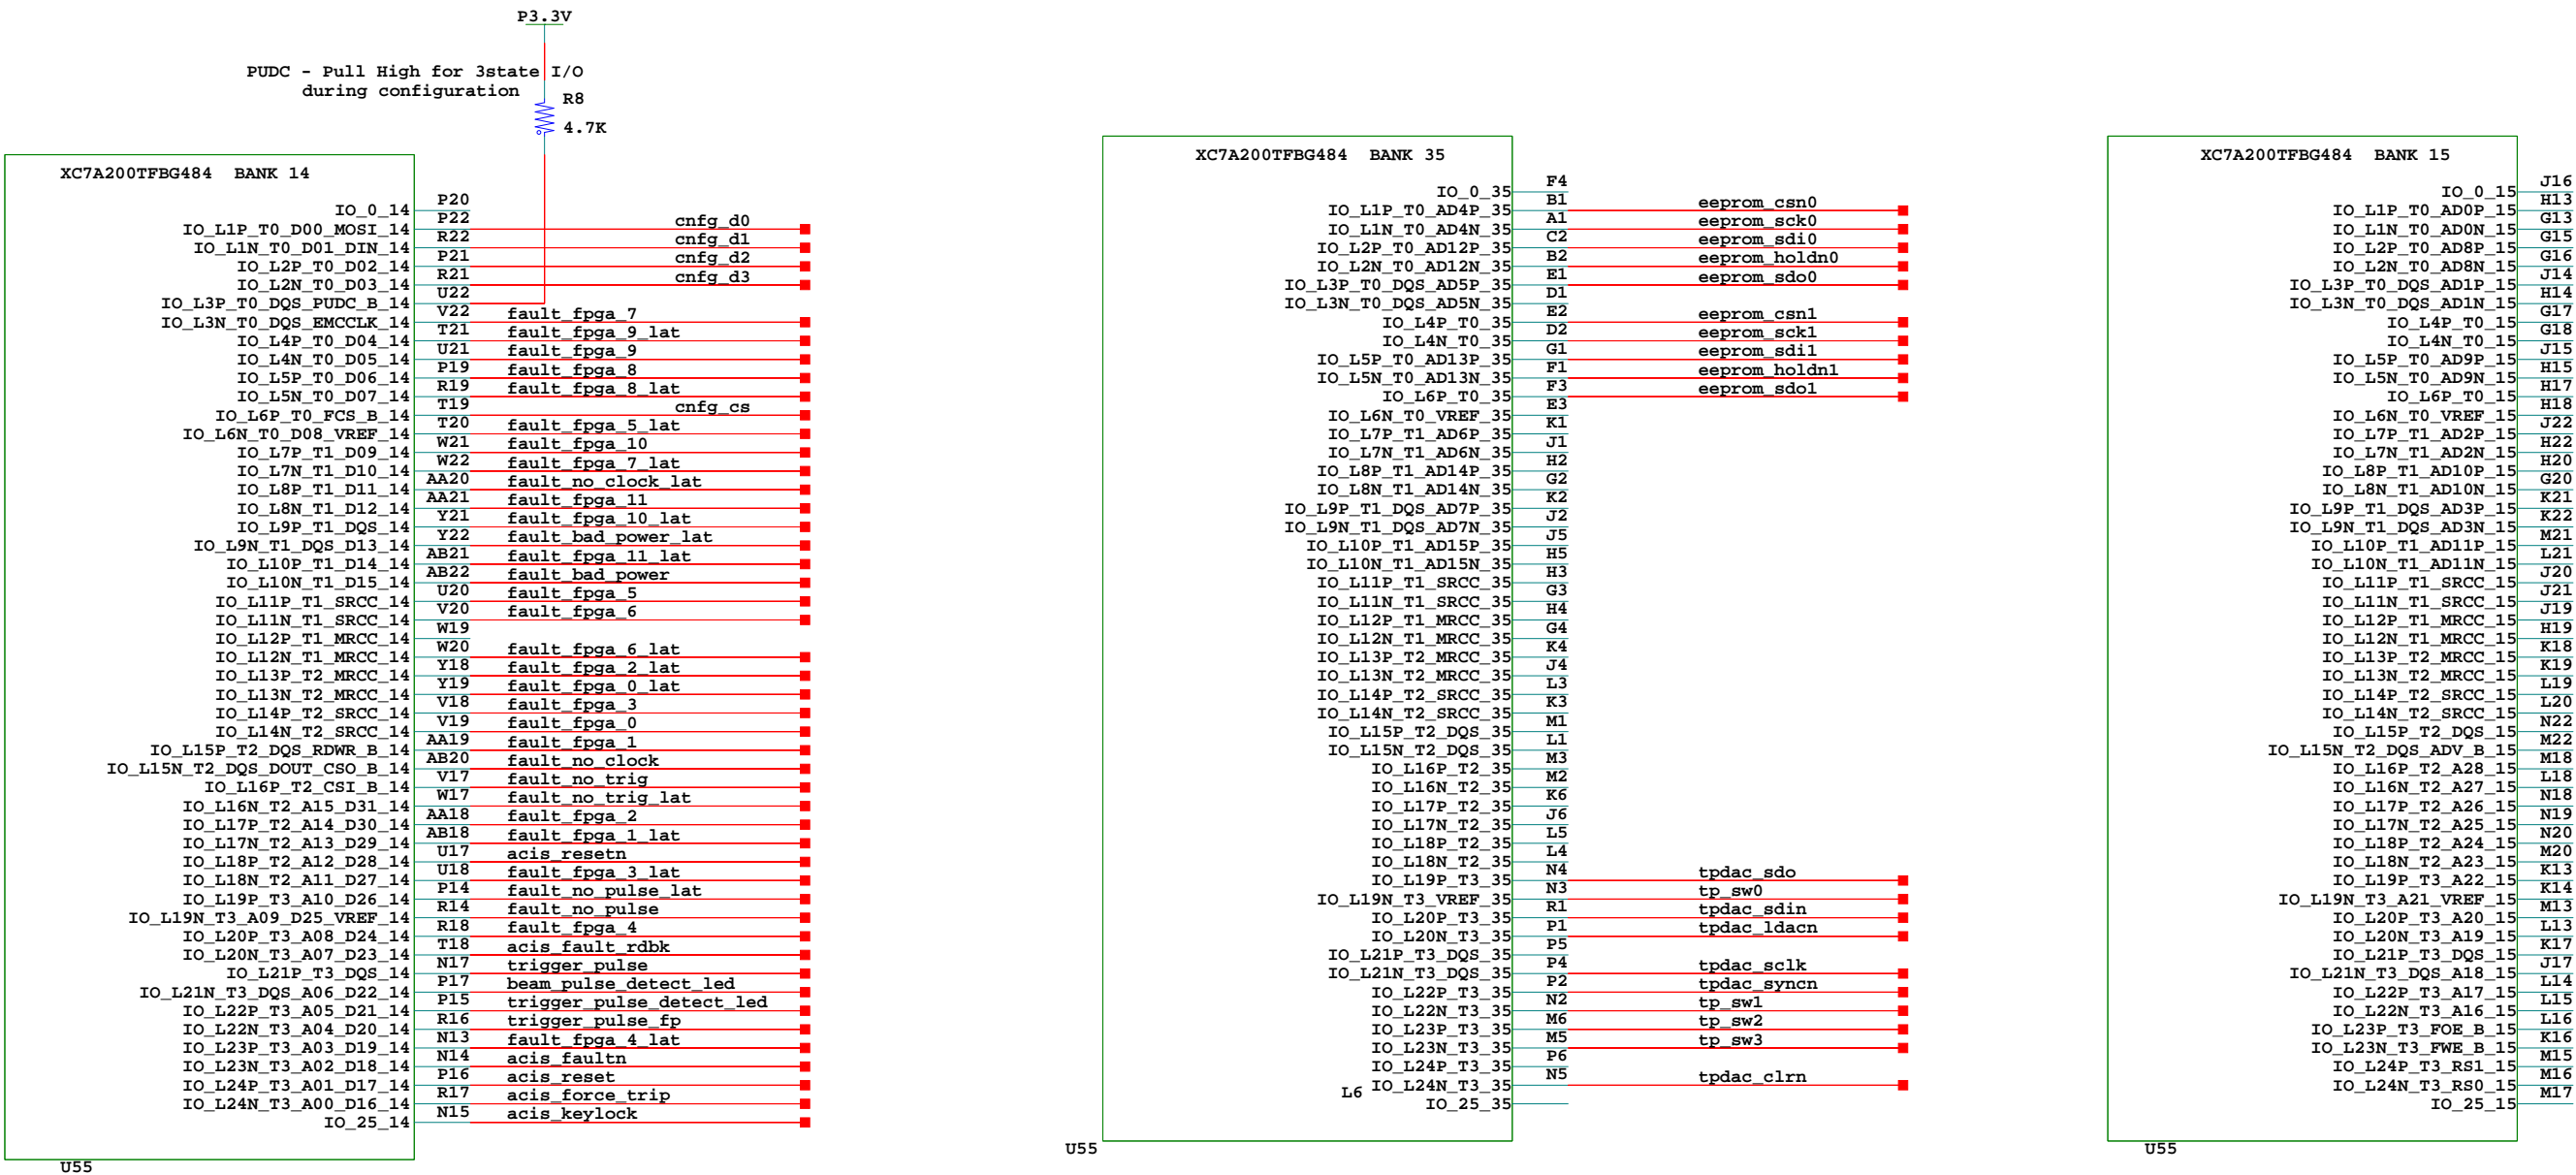 P3.3V
PUDC - Pull High for 3state I/O
during configuration
R8
4.7K
XC7A200TFBG484 BANK 14
IO_0_14 P20
IO_L1P_T0_D00_MOSI_14 P22 cnfg_d0
IO_L1N_T0_D01_DIN_14 R22 cnfg_d1
IO_L2P_T0_D02_14 P21 cnfg_d2
IO_L2N_T0_D03_14 R21 cnfg_d3
IO_L3P_T0_DQS_PUDC_B_14 U22
IO_L3N_T0_DQS_EMCCLK_14 V22 fault_fpga_7
IO_L4P_T0_D04_14 T21 fault_fpga_9_lat
IO_L4N_T0_D05_14 U21 fault_fpga_9
IO_L5P_T0_D06_14 P19 fault_fpga_8
IO_L5N_T0_D07_14 R19 fault_fpga_8_lat
IO_L6P_T0_FCS_B_14 T19 cnfg_cs
IO_L6N_T0_D08_VREF_14 T20 fault_fpga_5_lat
IO_L7P_T1_D09_14 W21 fault_fpga_10
IO_L7N_T1_D10_14 W22 fault_fpga_7_lat
IO_L8P_T1_D11_14 AA20 fault_no_clock_lat
IO_L8N_T1_D12_14 AA21 fault_fpga_11
IO_L9P_T1_DQS_14 Y21 fault_fpga_10_lat
IO_L9N_T1_DQS_D13_14 Y22 fault_bad_power_lat
IO_L10P_T1_D14_14 AB21 fault_fpga_11_lat
IO_L10N_T1_D15_14 AB22 fault_bad_power
IO_L11P_T1_SRCC_14 U20 fault_fpga_5
IO_L11N_T1_SRCC_14 V20 fault_fpga_6
IO_L12P_T1_MRCC_14 W19
IO_L12N_T1_MRCC_14 W20 fault_fpga_6_lat
IO_L13P_T2_MRCC_14 Y18 fault_fpga_2_lat
IO_L13N_T2_MRCC_14 Y19 fault_fpga_0_lat
IO_L14P_T2_SRCC_14 V18 fault_fpga_3
IO_L14N_T2_SRCC_14 V19 fault_fpga_0
IO_L15P_T2_DQS_RDWR_B_14 AA19 fault_fpga_1
IO_L15N_T2_DQS_DOUT_CSO_B_14 AB20 fault_no_clock
IO_L16P_T2_CSI_B_14 V17 fault_no_trig
IO_L16N_T2_A15_D31_14 W17 fault_no_trig_lat
IO_L17P_T2_A14_D30_14 AA18 fault_fpga_2
IO_L17N_T2_A13_D29_14 AB18 fault_fpga_1_lat
IO_L18P_T2_A12_D28_14 U17 acis_resetn
IO_L18N_T2_A11_D27_14 U18 fault_fpga_3_lat
IO_L19P_T3_A10_D26_14 P14 fault_no_pulse_lat
IO_L19N_T3_A09_D25_VREF_14 R14 fault_no_pulse
IO_L20P_T3_A08_D24_14 R18 fault_fpga_4
IO_L20N_T3_A07_D23_14 T18 acis_fault_rdbk
IO_L21P_T3_DQS_14 N17 trigger_pulse
IO_L21N_T3_DQS_A06_D22_14 P17 beam_pulse_detect_led
IO_L22P_T3_A05_D21_14 P15 trigger_pulse_detect_led
IO_L22N_T3_A04_D20_14 R16 trigger_pulse_fp
IO_L23P_T3_A03_D19_14 N13 fault_fpga_4_lat
IO_L23N_T3_A02_D18_14 N14 acis_faultn
IO_L24P_T3_A01_D17_14 P16 acis_reset
IO_L24N_T3_A00_D16_14 R17 acis_force_trip
IO_25_14 N15 acis_keylock
U55
XC7A200TFBG484 BANK 35
IO_0_35 F4
IO_L1P_T0_AD4P_35 B1 eeprom_csn0
IO_L1N_T0_AD4N_35 A1 eeprom_sck0
IO_L2P_T0_AD12P_35 C2 eeprom_sdi0
IO_L2N_T0_AD12N_35 B2 eeprom_holdn0
IO_L3P_T0_DQS_AD5P_35 E1 eeprom_sdo0
IO_L3N_T0_DQS_AD5N_35 D1
IO_L4P_T0_35 E2 eeprom_csn1
IO_L4N_T0_35 D2 eeprom_sck1
IO_L5P_T0_AD13P_35 G1 eeprom_sdi1
IO_L5N_T0_AD13N_35 F1 eeprom_holdn1
IO_L6P_T0_35 F3 eeprom_sdo1
IO_L6N_T0_VREF_35 E3
IO_L7P_T1_AD6P_35 K1
IO_L7N_T1_AD6N_35 J1
IO_L8P_T1_AD14P_35 H2
IO_L8N_T1_AD14N_35 G2
IO_L9P_T1_DQS_AD7P_35 K2
IO_L9N_T1_DQS_AD7N_35 J2
IO_L10P_T1_AD15P_35 J5
IO_L10N_T1_AD15N_35 H5
IO_L11P_T1_SRCC_35 H3
IO_L11N_T1_SRCC_35 G3
IO_L12P_T1_MRCC_35 H4
IO_L12N_T1_MRCC_35 G4
IO_L13P_T2_MRCC_35 K4
IO_L13N_T2_MRCC_35 J4
IO_L14P_T2_SRCC_35 L3
IO_L14N_T2_SRCC_35 K3
IO_L15P_T2_DQS_35 M1
IO_L15N_T2_DQS_35 L1
IO_L16P_T2_35 M3
IO_L16N_T2_35 M2
IO_L17P_T2_35 K6
IO_L17N_T2_35 J6
IO_L18P_T2_35 L5
IO_L18N_T2_35 L4
IO_L19P_T3_35 N4 tpdac_sdo
IO_L19N_T3_VREF_35 N3 tp_sw0
IO_L20P_T3_35 R1 tpdac_sdin
IO_L20N_T3_35 P1 tpdac_ldacn
IO_L21P_T3_DQS_35 P5
IO_L21N_T3_DQS_35 P4 tpdac_sclk
IO_L22P_T3_35 P2 tpdac_syncn
IO_L22N_T3_35 N2 tp_sw1
IO_L23P_T3_35 M6 tp_sw2
IO_L23N_T3_35 M5 tp_sw3
IO_L24P_T3_35 P6
IO_L24N_T3_35 N5 tpdac_clrn
L6 IO_25_35
U55
XC7A200TFBG484 BANK 15
IO_0_15 J16
IO_L1P_T0_AD0P_15 H13
IO_L1N_T0_AD0N_15 G13
IO_L2P_T0_AD8P_15 G15
IO_L2N_T0_AD8N_15 G16
IO_L3P_T0_DQS_AD1P_15 J14
IO_L3N_T0_DQS_AD1N_15 H14
IO_L4P_T0_15 G17
IO_L4N_T0_15 G18
IO_L5P_T0_AD9P_15 J15
IO_L5N_T0_AD9N_15 H15
IO_L6P_T0_15 H17
IO_L6N_T0_VREF_15 H18
IO_L7P_T1_AD2P_15 J22
IO_L7N_T1_AD2N_15 H22
IO_L8P_T1_AD10P_15 H20
IO_L8N_T1_AD10N_15 G20
IO_L9P_T1_DQS_AD3P_15 K21
IO_L9N_T1_DQS_AD3N_15 K22
IO_L10P_T1_AD11P_15 M21
IO_L10N_T1_AD11N_15 L21
IO_L11P_T1_SRCC_15 J20
IO_L11N_T1_SRCC_15 J21
IO_L12P_T1_MRCC_15 J19
IO_L12N_T1_MRCC_15 H19
IO_L13P_T2_MRCC_15 K18
IO_L13N_T2_MRCC_15 K19
IO_L14P_T2_SRCC_15 L19
IO_L14N_T2_SRCC_15 L20
IO_L15P_T2_DQS_15 N22
IO_L15N_T2_DQS_ADV_B_15 M22
IO_L16P_T2_A28_15 M18
IO_L16N_T2_A27_15 L18
IO_L17P_T2_A26_15 N18
IO_L17N_T2_A25_15 N19
IO_L18P_T2_A24_15 N20
IO_L18N_T2_A23_15 M20
IO_L19P_T3_A22_15 K13
IO_L19N_T3_A21_VREF_15 K14
IO_L20P_T3_A20_15 M13
IO_L20N_T3_A19_15 L13
IO_L21P_T3_DQS_15 K17
IO_L21N_T3_DQS_A18_15 J17
IO_L22P_T3_A17_15 L14
IO_L22N_T3_A16_15 L15
IO_L23P_T3_FOE_B_15 L16
IO_L23N_T3_FWE_B_15 K16
IO_L24P_T3_RS1_15 M15
IO_L24N_T3_RS0_15 M16
IO_25_15 M17
U55